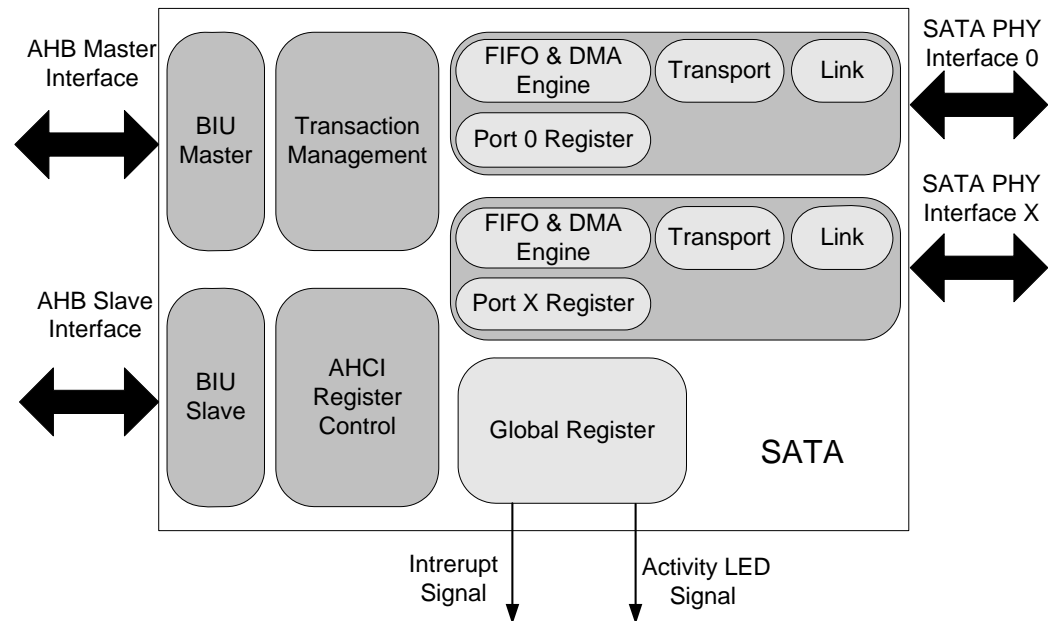 AHB Master
Interface
BIU
Master
Transaction
Management
FIFO & DMA
Engine
Transport
Link
Port 0 Register
SATA PHY
Interface 0
FIFO & DMA
Engine
Transport
Link
Port X Register
SATA PHY
Interface X
AHB Slave
Interface
BIU
Slave
AHCI
Register
Control
Global Register
SATA
Intrerupt
Signal
Activity LED
Signal